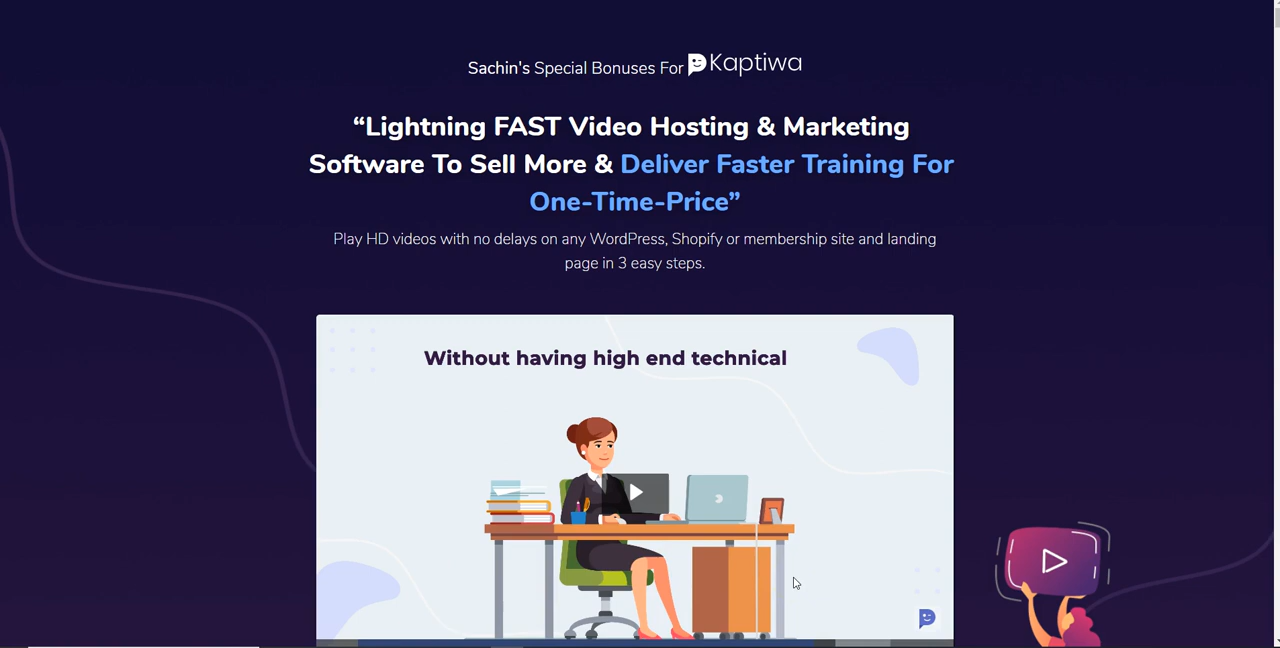 Sachin's Special Bonuses For Kaptiwa
“Lightning FAST Video Hosting & Marketing
Software To Sell More & Deliver Faster Training For
One-Time-Price”
Play HD videos with no delays on any WordPress, Shopify or membership site and landing
page in 3 easy steps.
Without having high end technical